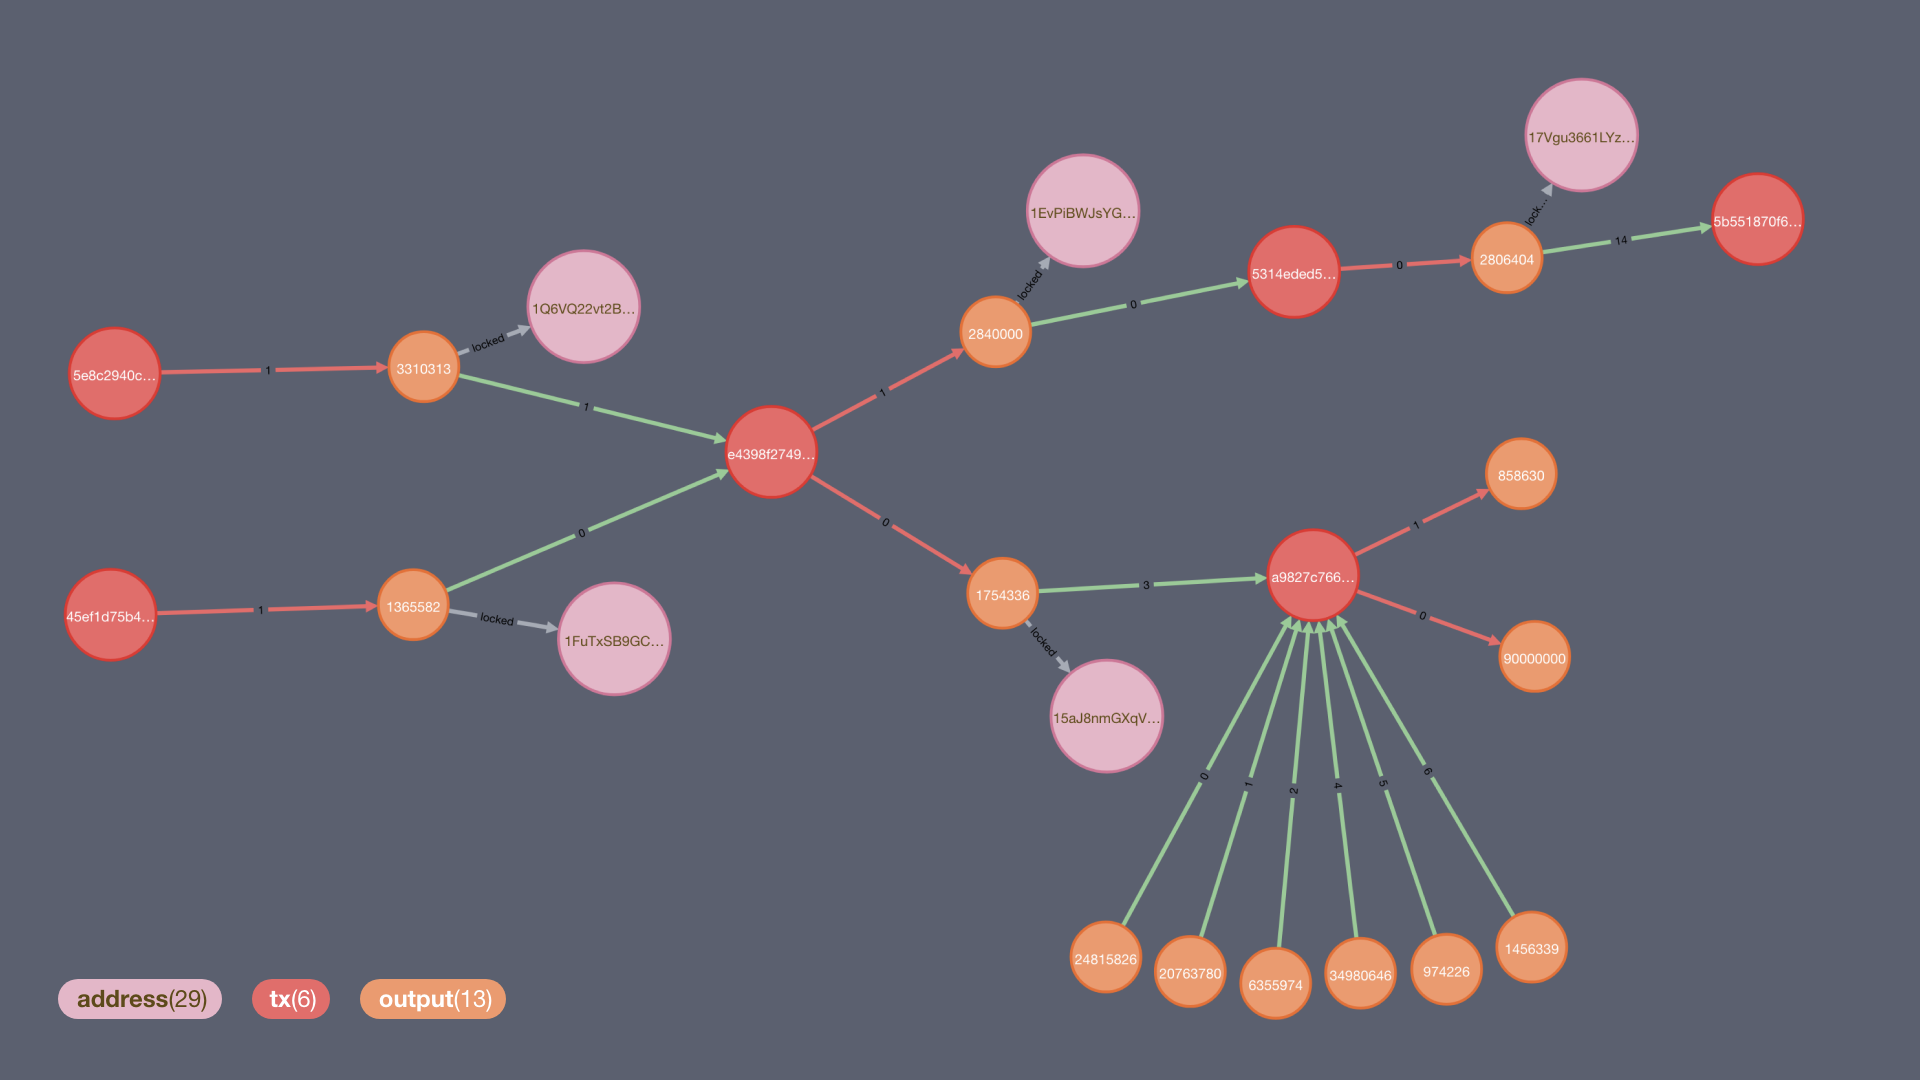 17Vgu3661LYz…
1EvPiBWJsYG…
lock…
5b551870f6…
14
2806404
0
5314eded5…
locked
0
2840000
1Q6VQ22vt2B…
locked
5e8c2940c…
1
3310313
1
1
e4398f2749…
858630
1
0
0
a9827c766…
3
1754336
0
90000000
45ef1d75b4…
1
1365582
locked
1FuTxSB9GC…
locked
15aJ8nmGXqV…
0
1
2
4
5
6
24815826
20763780
6355974
34980646
974226
1456339
address(29)
tx(6)
output(13)